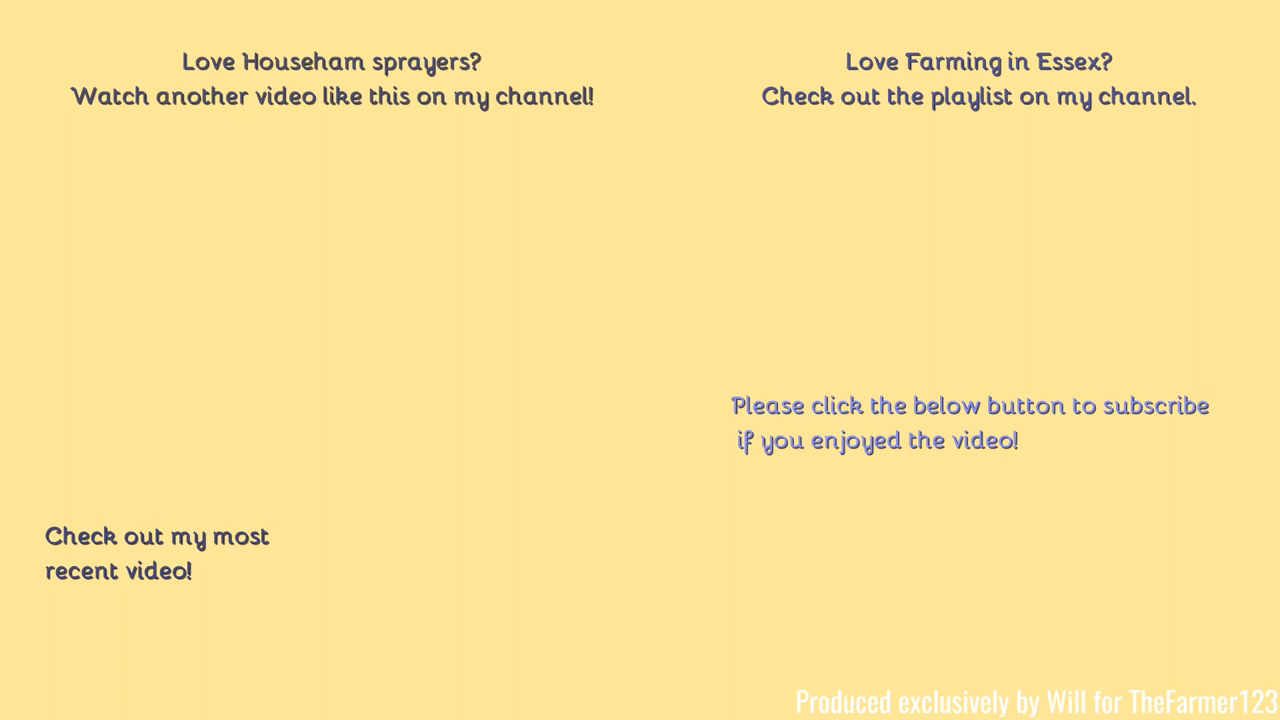 Love Househam sprayers?
Watch another video like this on my channel!
Love Farming in Essex?
Check out the playlist on my channel.
Please click the below button to subscribe
if you enjoyed the video!
Check out my most
recent video!
Produced exclusively by Will for TheFarmer123